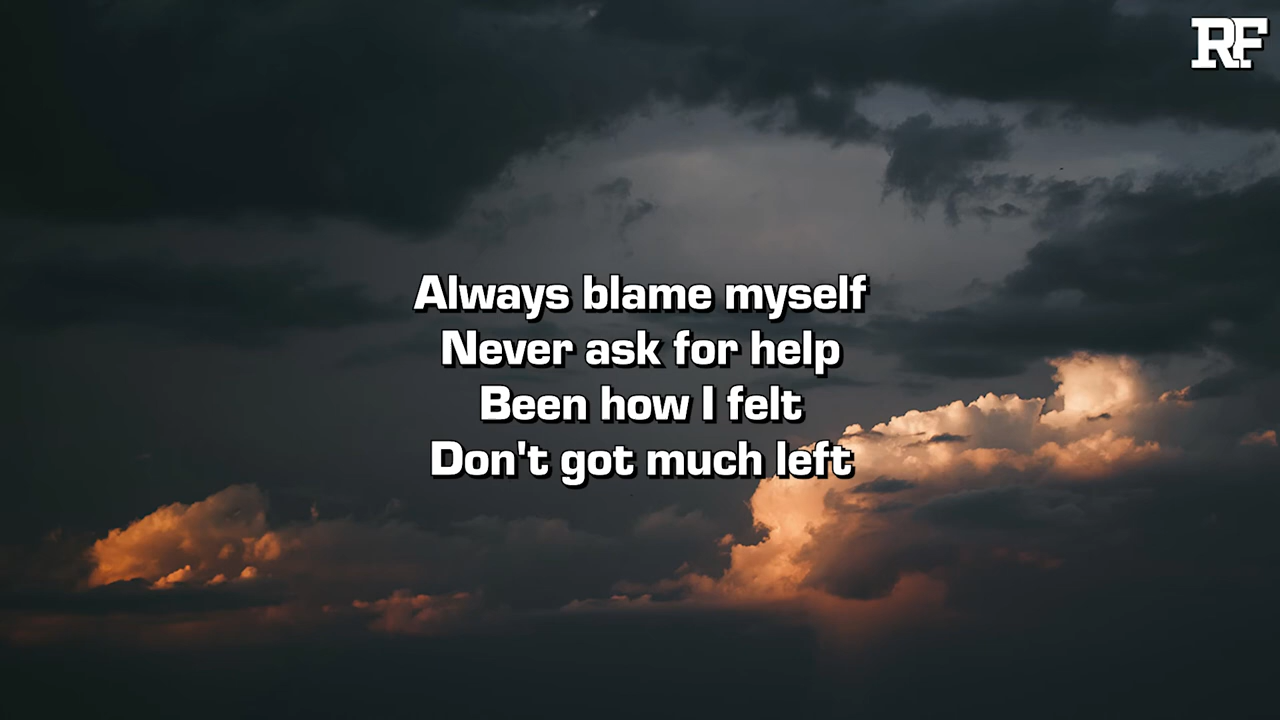 RF
Always blame myself
Never ask for help
Been how I felt
Don't got much left